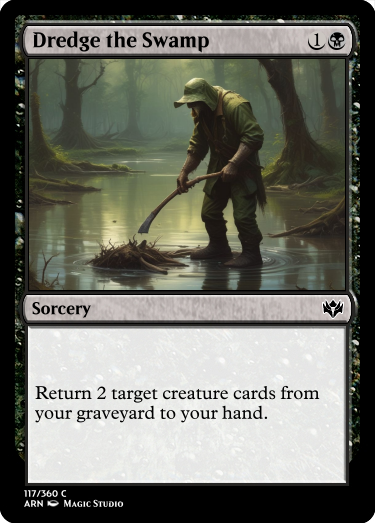 Dredge the Swamp 1
Sorcery
Return 2 target creature cards from
your graveyard to your hand.
117/360 C
ARN Magic Studio